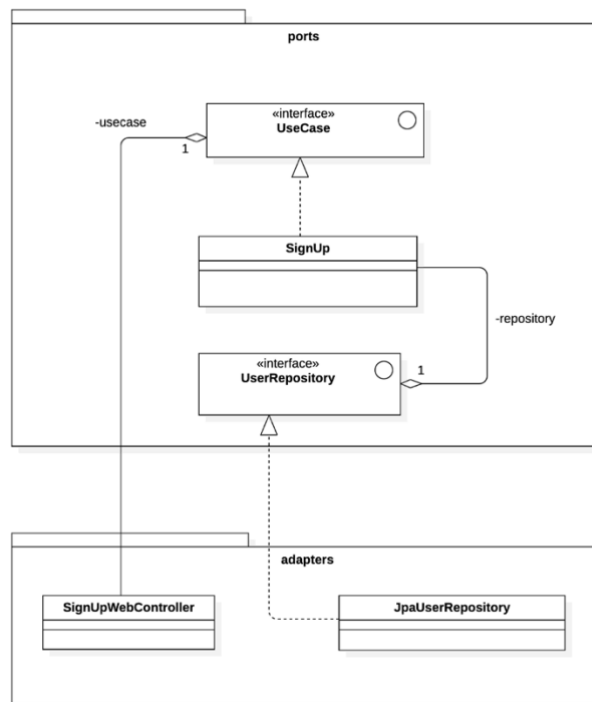 ports
«interface»
UseCase
-usecase
1
SignUp
-repository
«interface»
UserRepository
1
adapters
SignUpWebController
JpaUserRepository